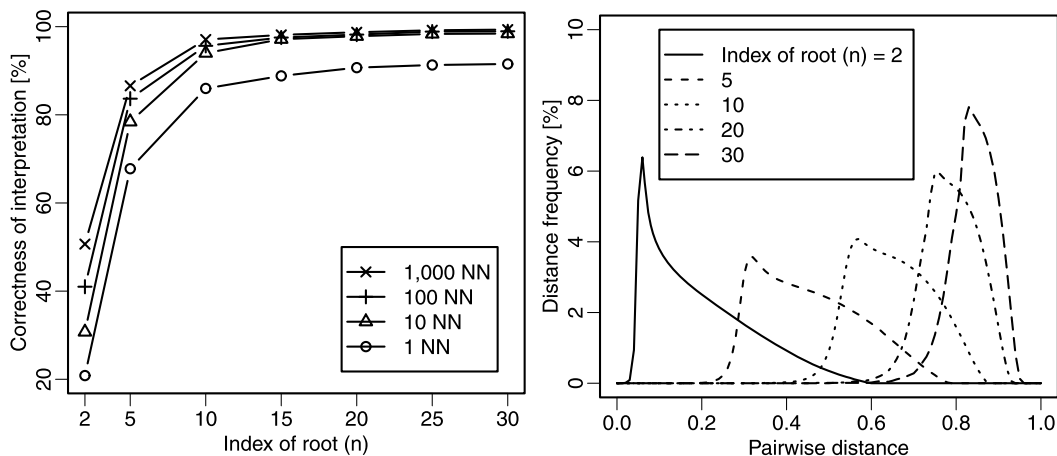 Correctness of interpretation [%]
100
80
60
40
20
2 5 10 15 20 25 30
Index of root (n)
1,000 NN
100 NN
10 NN
1 NN
Distance frequency [%]
10
8
6
4
2
0
0.0 0.2 0.4 0.6 0.8 1.0
Pairwise distance
Index of root (n) = 2
5
10
20
30